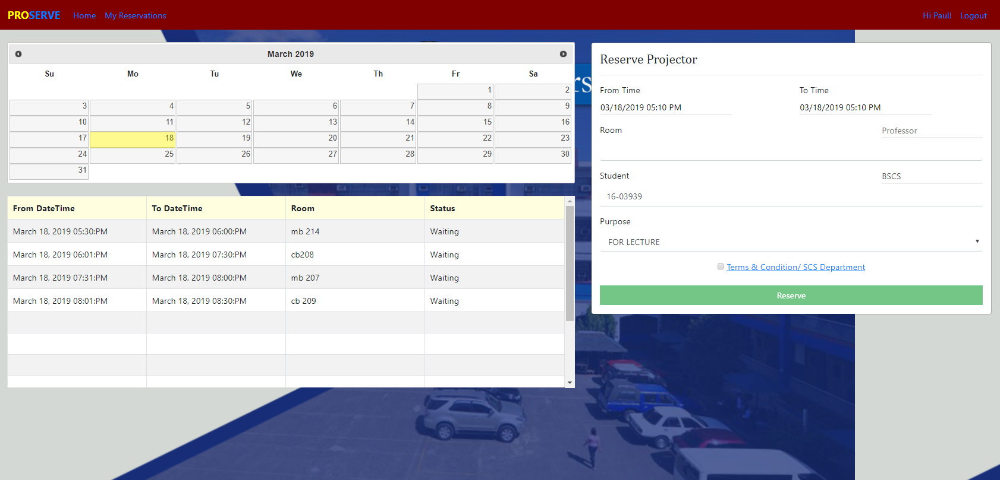 PROSERVE Home My Reservations Hi Paul! Logout
March 2019
Su Mo Tu We Th Fr Sa
1 2
3 4 5 6 7 8 9
10 11 12 13 14 15 16
17 18 19 20 21 22 23
24 25 26 27 28 29 30
31
From DateTime To DateTime Room Status
March 18, 2019 05:30:PM March 18, 2019 06:00:PM mb 214 Waiting
March 18, 2019 06:01:PM March 18, 2019 07:30:PM cb208 Waiting
March 18, 2019 07:31:PM March 18, 2019 08:00:PM mb 207 Waiting
March 18, 2019 08:01:PM March 18, 2019 08:30:PM cb 209 Waiting
Reserve Projector
From Time To Time
03/18/2019 05:10 PM 03/18/2019 05:10 PM
Room Professor
Student BSCS
16-03939
Purpose
FOR LECTURE
Terms & Condition/ SCS Department
Reserve